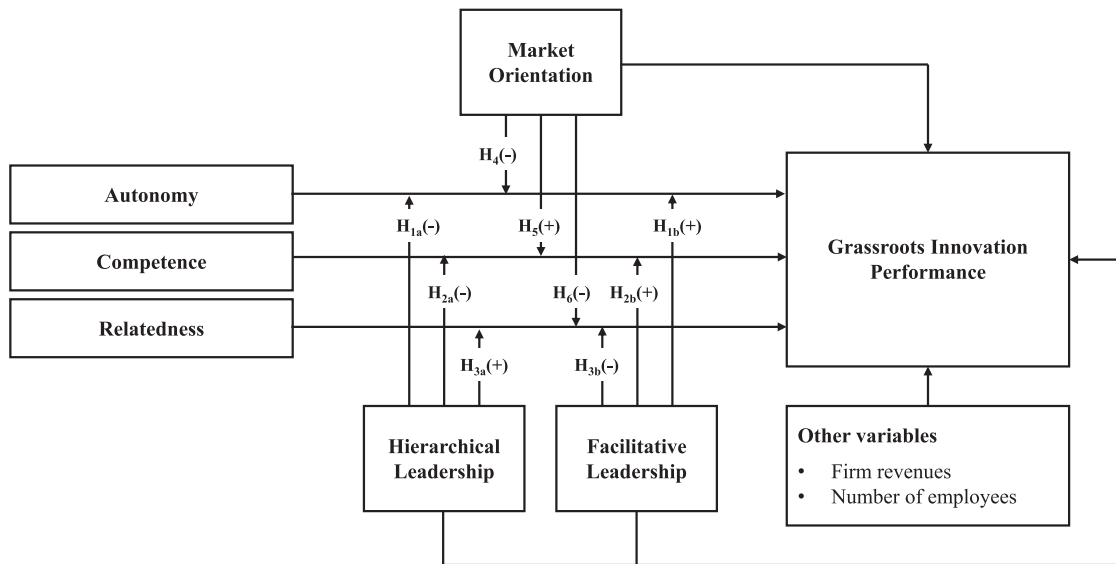 Market
Orientation
H4(-)
Autonomy
H1a(-)
H5(+)
H1b(+)
Competence
Grassroots Innovation
Performance
H2a(-)
H6(-)
H2b(+)
Relatedness
H3a(+)
H3b(-)
Hierarchical
Leadership
Facilitative
Leadership
Other variables
• Firm revenues
• Number of employees